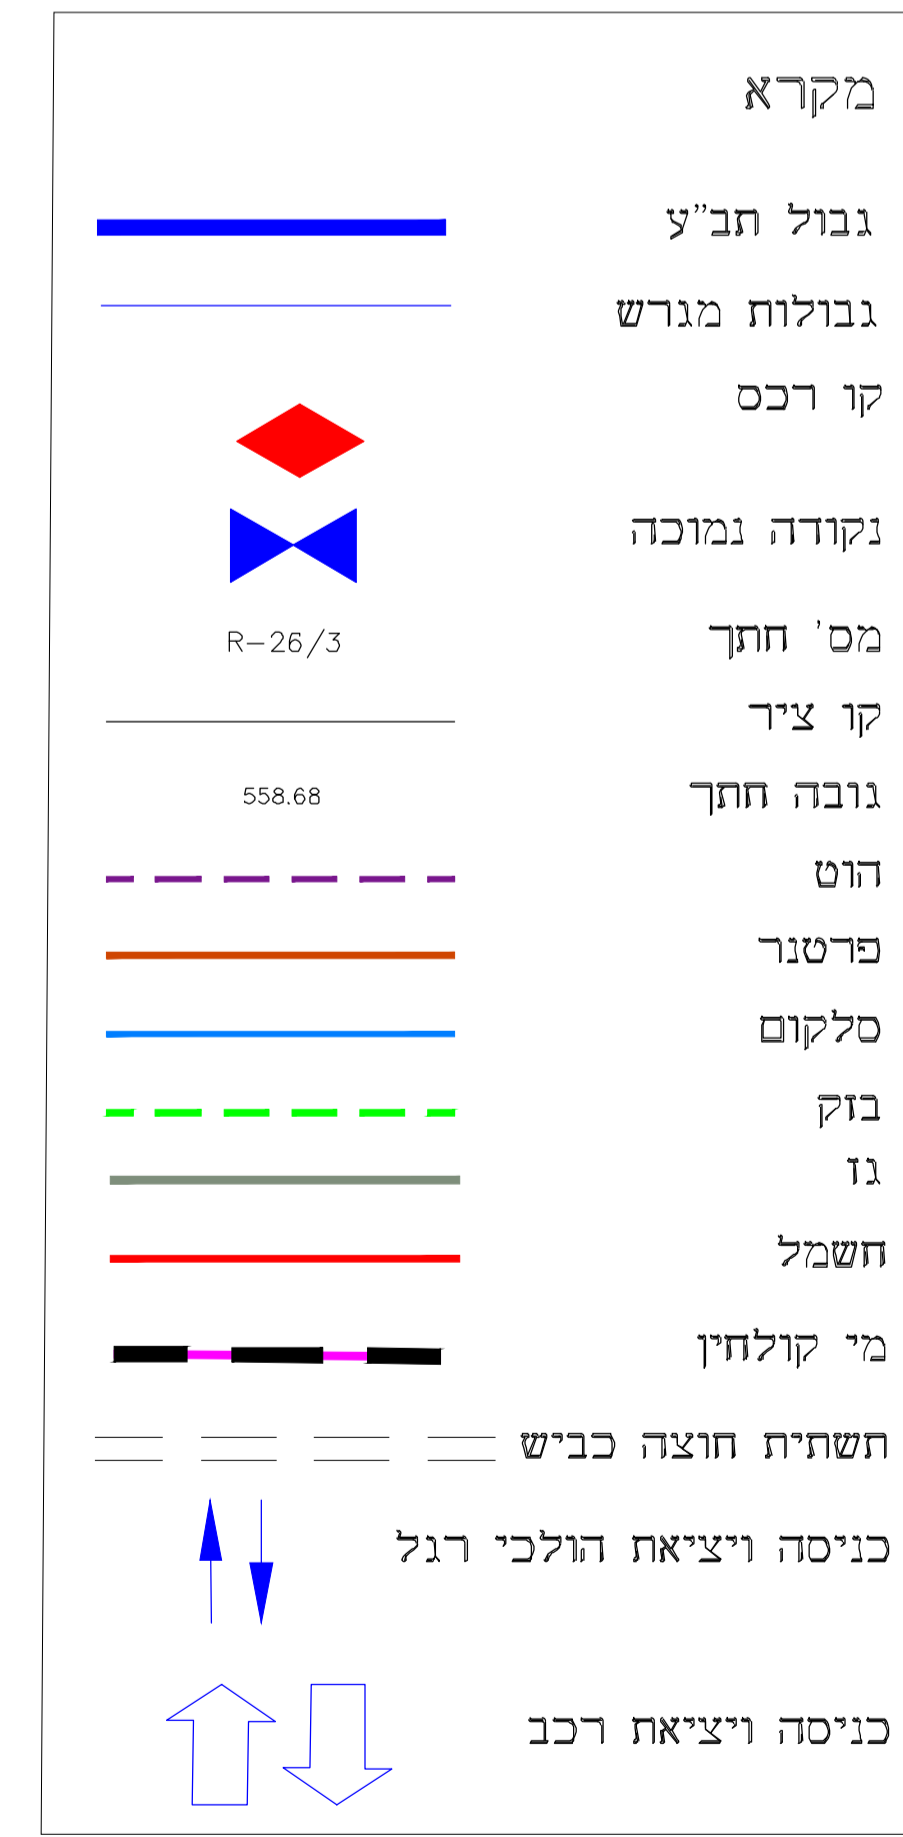 מקרא
גבול תב"ע
גבולות מגרש
קו רכס
נקודה נמוכה
מס' חתך R-26/3
קו ציר
גובה חתך 558.68
הוט
פרטנר
סלקום
בזק
גז
חשמל
מי קולחין
תשתית חוצה כביש
כניסה ויציאת הולכי רגל
כניסה ויציאת רכב